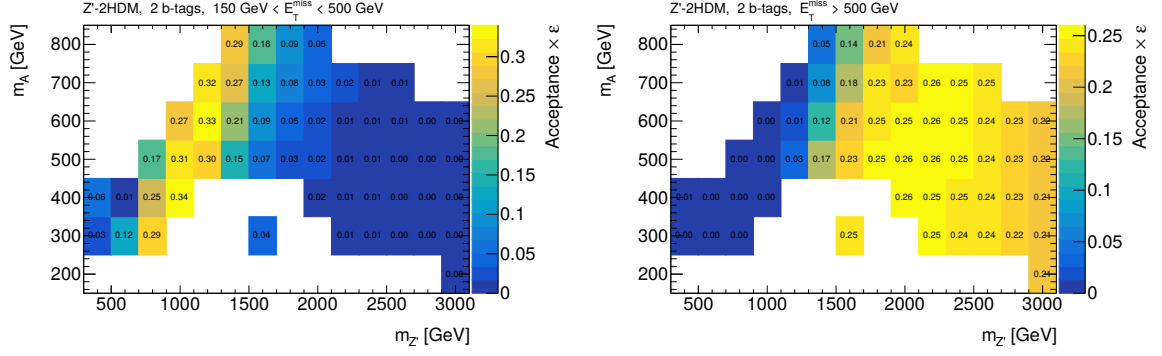 Z'-2HDM, 2 b-tags, 150 GeV < E_T^miss < 500 GeV
m_A [GeV]
800
700
600
500
400
300
200
0.29 0.18 0.09 0.05
0.32 0.27 0.13 0.08 0.03 0.02 0.01 0.01
0.27 0.33 0.21 0.09 0.05 0.02 0.01 0.01 0.01 0.00 0.00
0.17 0.31 0.30 0.15 0.07 0.03 0.02 0.01 0.01 0.00 0.00 0.00
0.06 0.01 0.25 0.34 0.02 0.01 0.01 0.00 0.00 0.00
0.03 0.12 0.29 0.04 0.01 0.01 0.00 0.00 0.00
0.00
500 1000 1500 2000 2500 3000
m_Z' [GeV]
0.3
0.25
0.2
0.15
0.1
0.05
0
Acceptance × ε
Z'-2HDM, 2 b-tags, E_T^miss > 500 GeV
m_A [GeV]
800
700
600
500
400
300
200
0.05 0.14 0.21 0.24
0.01 0.08 0.18 0.23 0.23 0.26 0.25 0.25
0.00 0.01 0.12 0.21 0.25 0.26 0.25 0.25 0.24 0.23 0.22
0.00 0.00 0.03 0.17 0.23 0.25 0.26 0.26 0.25 0.24 0.23 0.22
0.01 0.00 0.00 0.00 0.26 0.25 0.25 0.24 0.22 0.21
0.00 0.00 0.00 0.25 0.25 0.24 0.24 0.22 0.21
0.21
500 1000 1500 2000 2500 3000
m_Z' [GeV]
0.25
0.2
0.15
0.1
0.05
0
Acceptance × ε